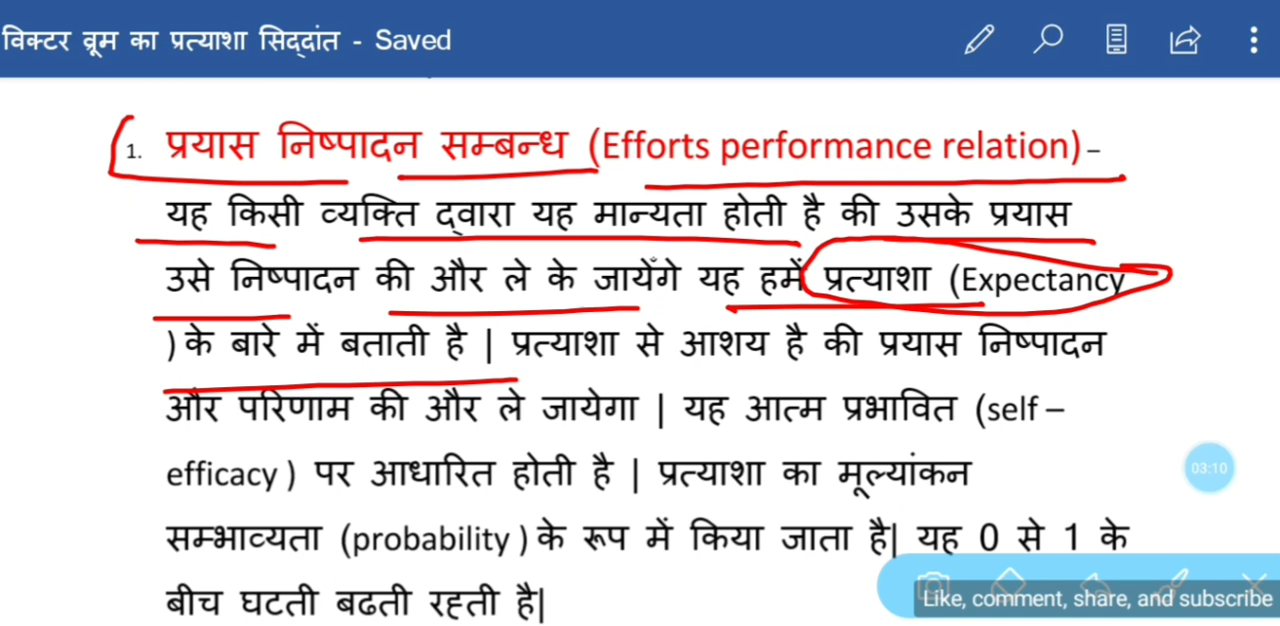 विक्टर व्रूम का प्रत्याशा सिद्दांत - Saved
1. प्रयास निष्पादन सम्बन्ध (Efforts performance relation) –
यह किसी व्यक्ति द्वारा यह मान्यता होती है की उसके प्रयास
उसे निष्पादन की और ले के जायेँगे यह हमें प्रत्याशा (Expectancy
) के बारे में बताती है | प्रत्याशा से आशय है की प्रयास निष्पादन
और परिणाम की और ले जायेगा | यह आत्म प्रभावित (self –
efficacy ) पर आधारित होती है | प्रत्याशा का मूल्यांकन
सम्भाव्यता (probability ) के रूप में किया जाता है| यह 0 से 1 के
बीच घटती बढती रहती है|
03:10
Like, comment, share, and subscribe